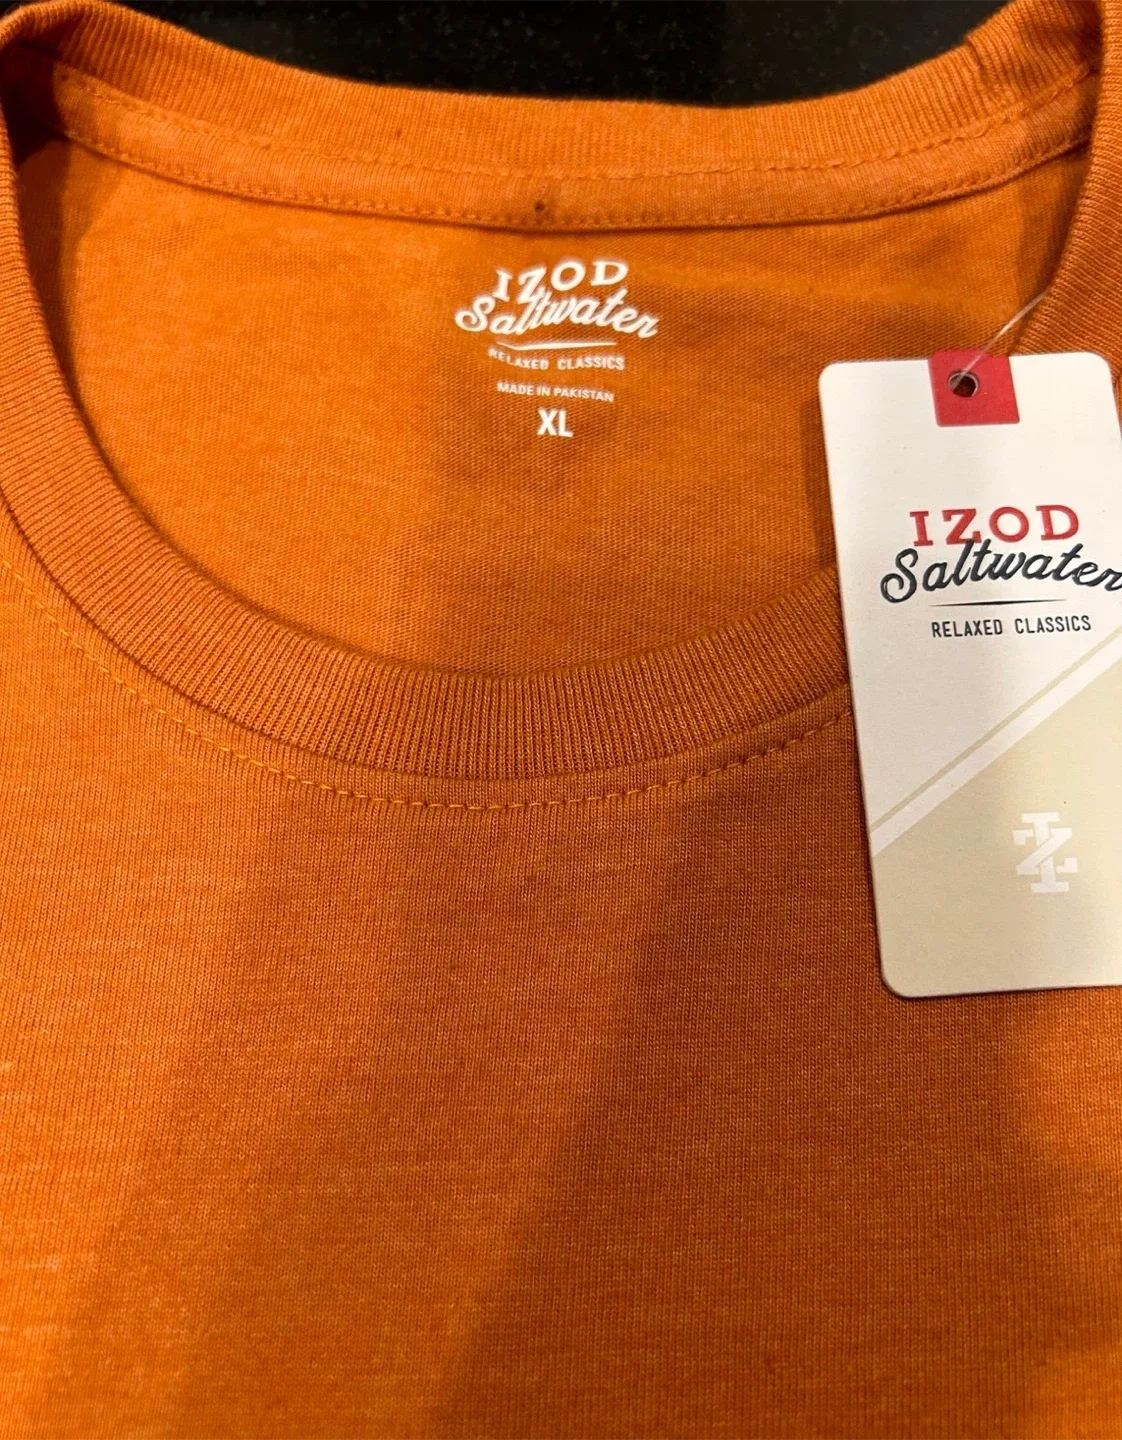 IZOD
Saltwater
RELAXED CLASSICS
MADE IN PAKISTAN
XL
IZOD
Saltwater
RELAXED CLASSICS